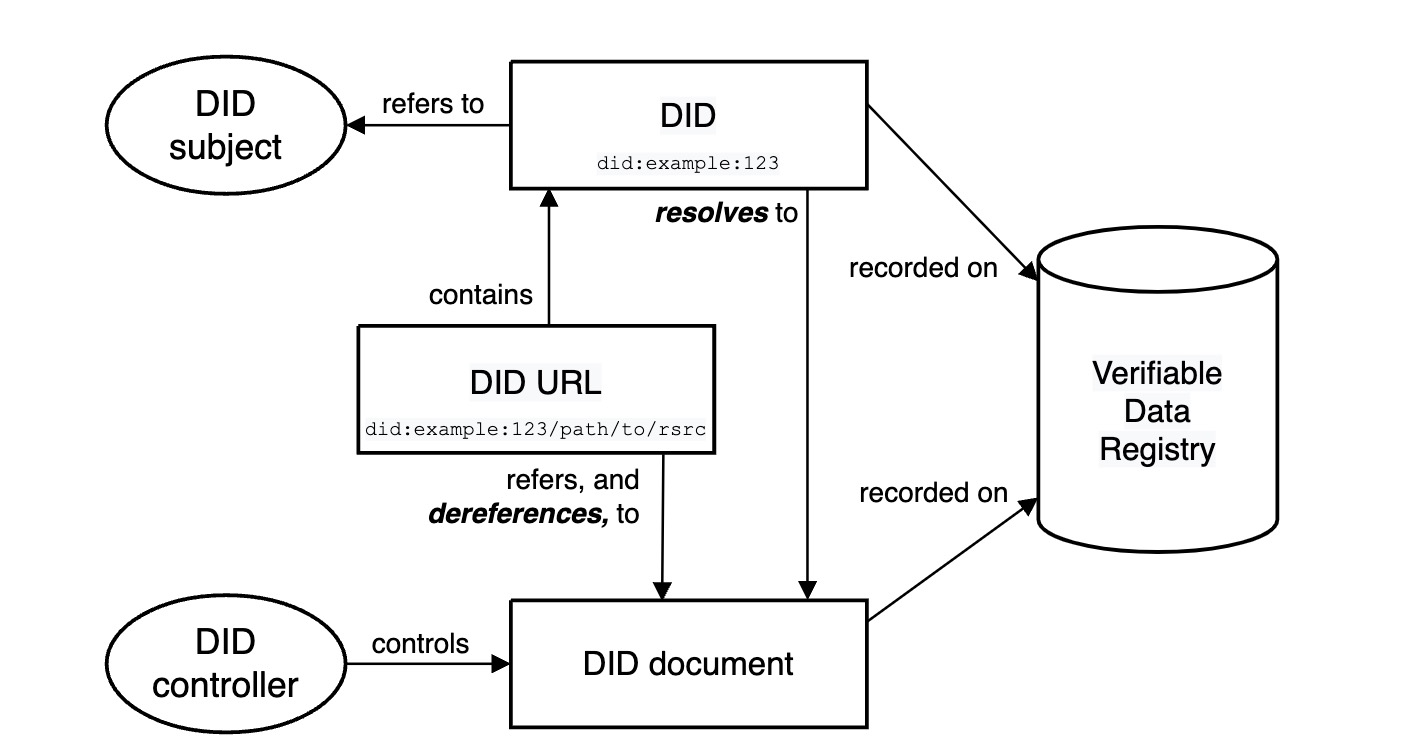 DID
subject
refers to
DID
did:example:123
resolves to
recorded on
contains
DID URL
did:example:123/path/to/rsrc
Verifiable
Data
Registry
refers, and
dereferences, to
recorded on
DID
controller
controls
DID document